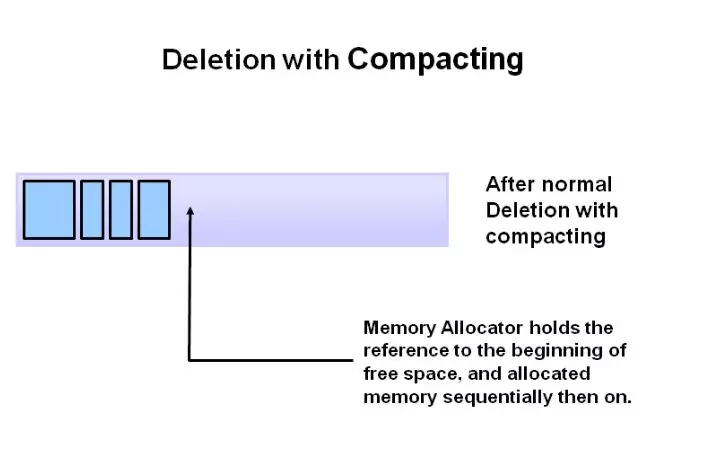 Deletion with Compacting
After normal
Deletion with
compacting
Memory Allocator holds the
reference to the beginning of
free space, and allocated
memory sequentially then on.